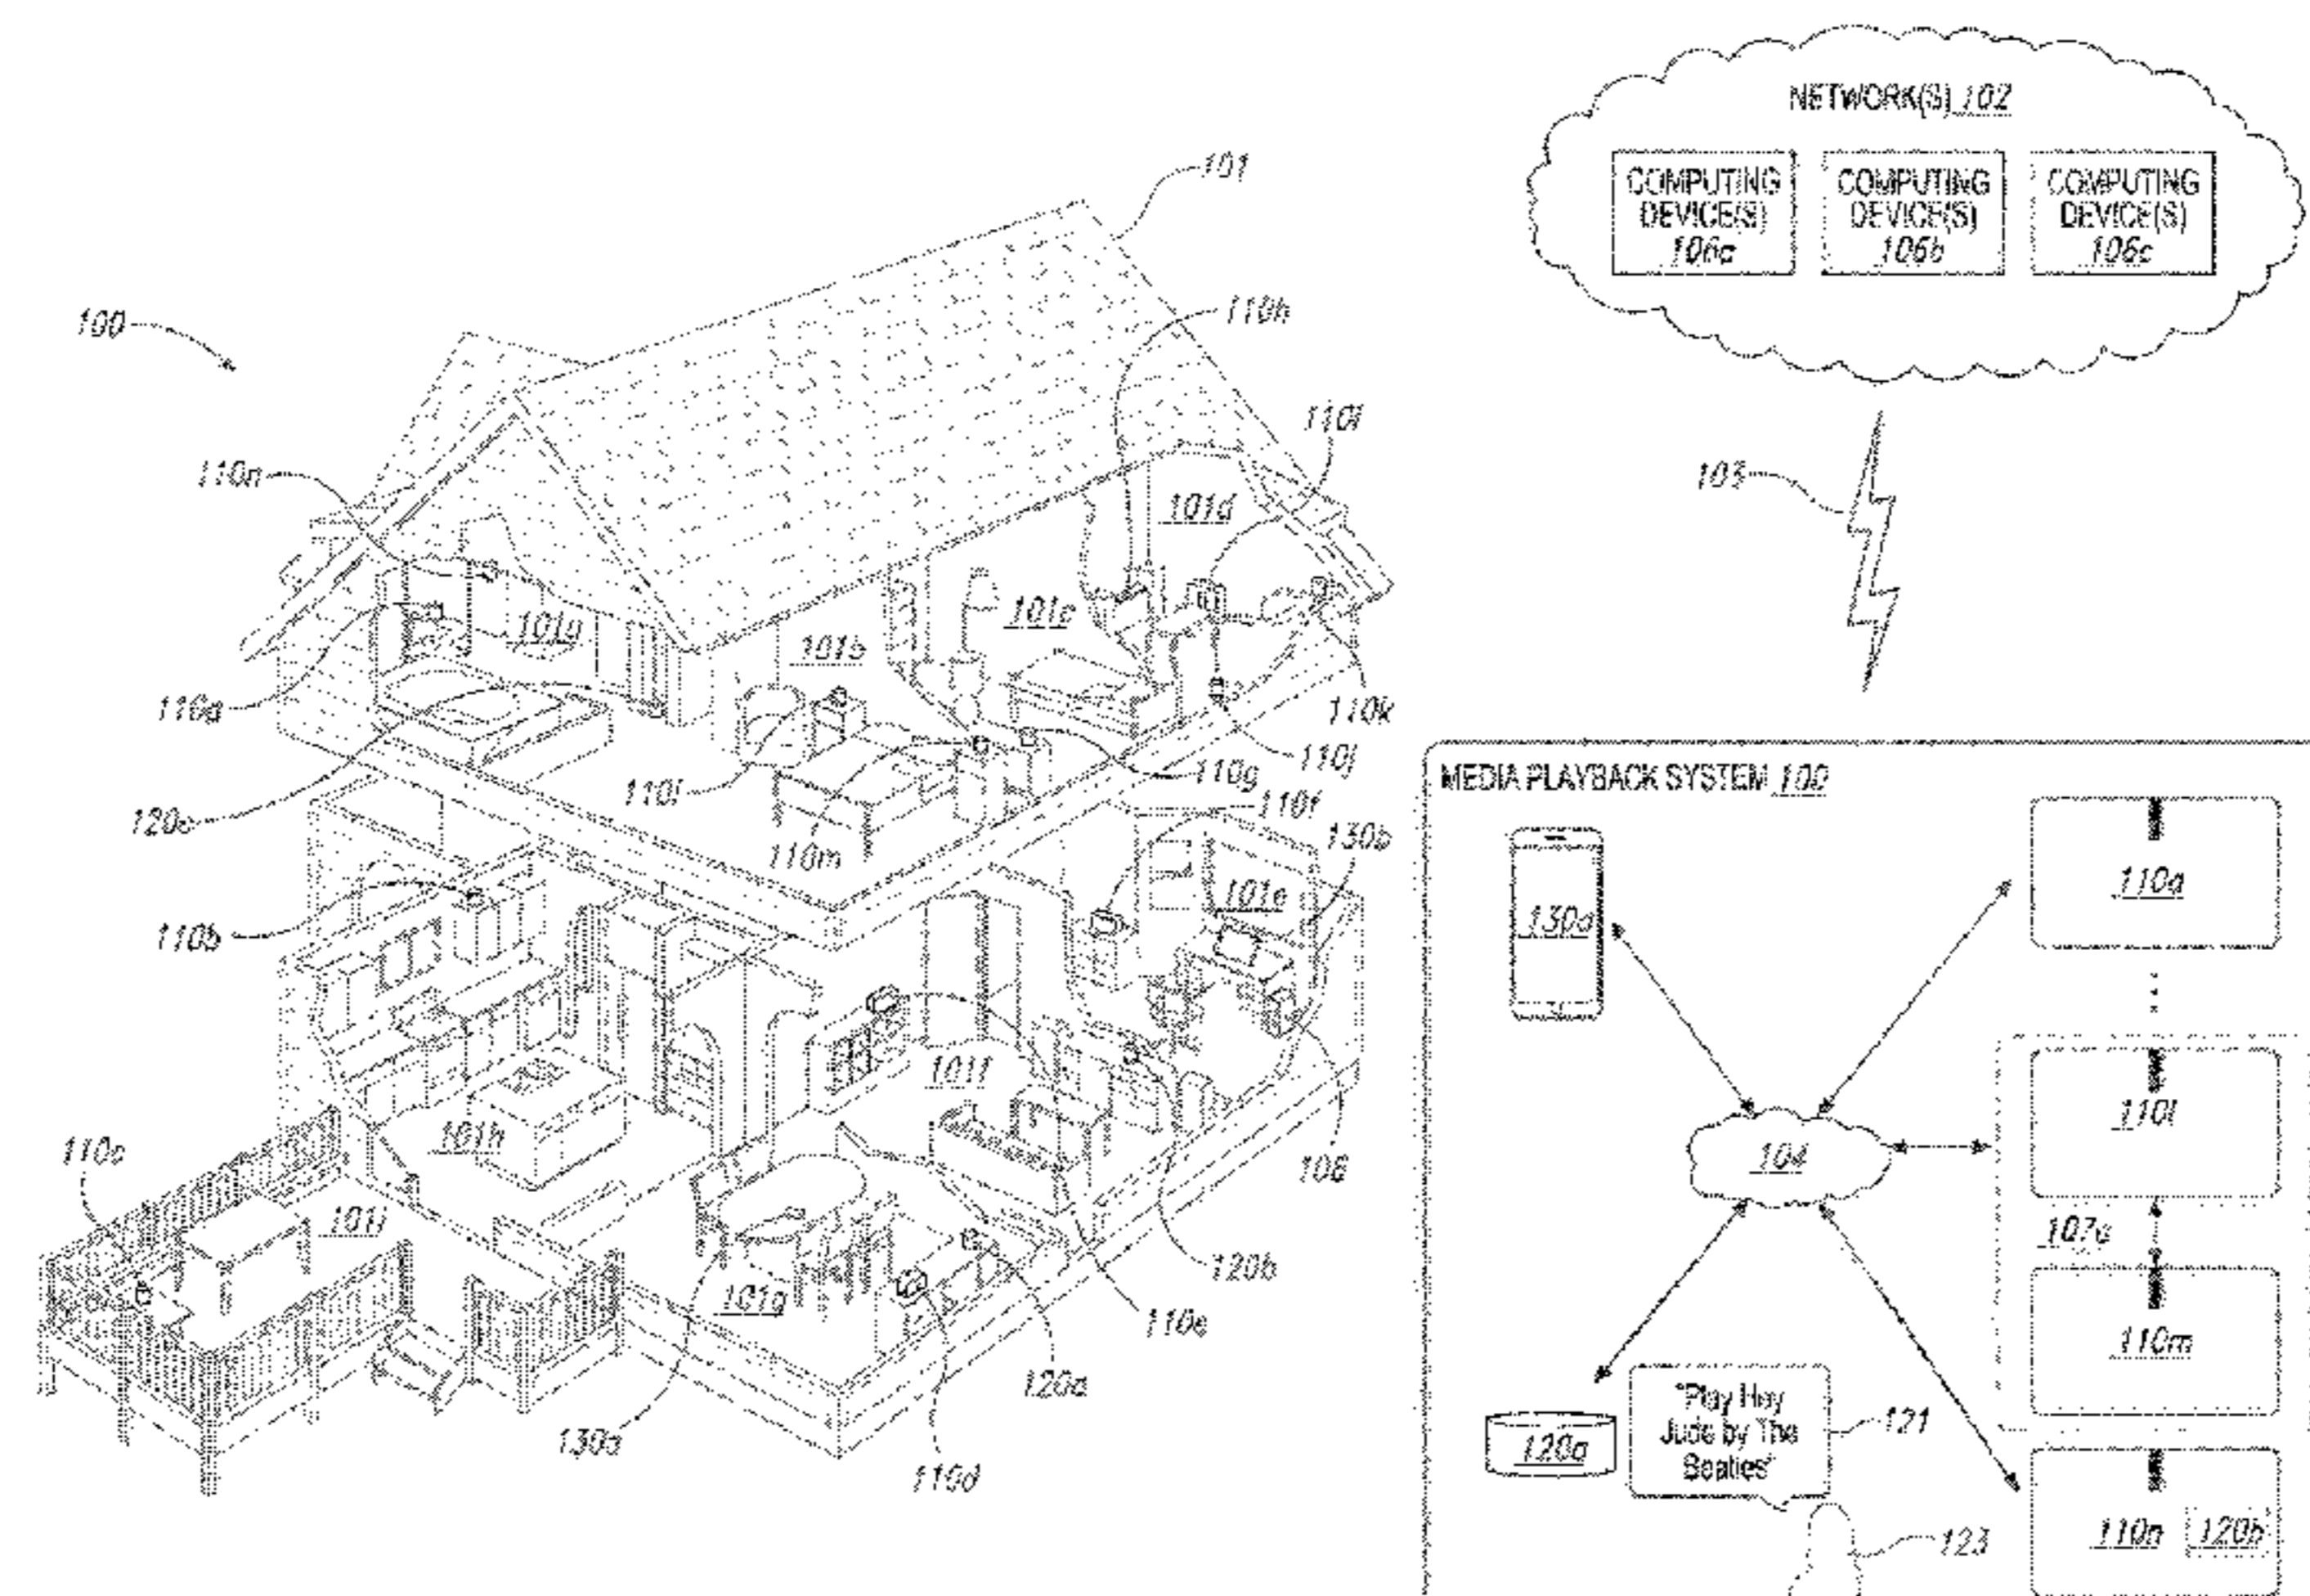 101
100
110h
110i
110n
101d
101c
101a
101b
110a
110k
110j
110l
110g
110f
120c
130b
110m
101e
110b
101f
101h
110c
108
101i
120b
101g
110e
120a
130a
110d
NETWORK(S) 102
COMPUTING
DEVICE(S)
106a
COMPUTING
DEVICE(S)
106b
COMPUTING
DEVICE(S)
106c
103
MEDIA PLAYBACK SYSTEM 100
130a
110a
110l
104
107a
110m
"Play Hey
Jude by The
Beatles"
121
120a
110n
120b
123